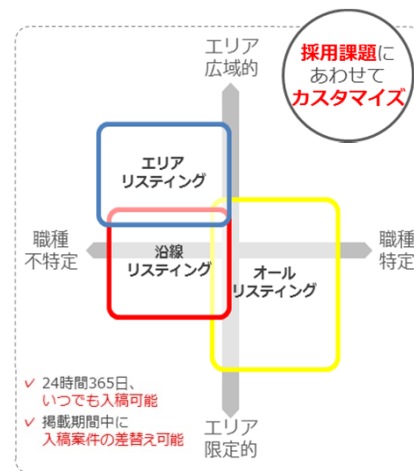 エリア
広域的
採用課題に
あわせて
カスタマイズ
エリア
リスティング
職種
不特定
沿線
リスティング
オール
リスティング
職種
特定
✓ 24時間365日、
いつでも入稿可能
✓ 掲載期間中に
入稿案件の差替え可能
エリア
限定的